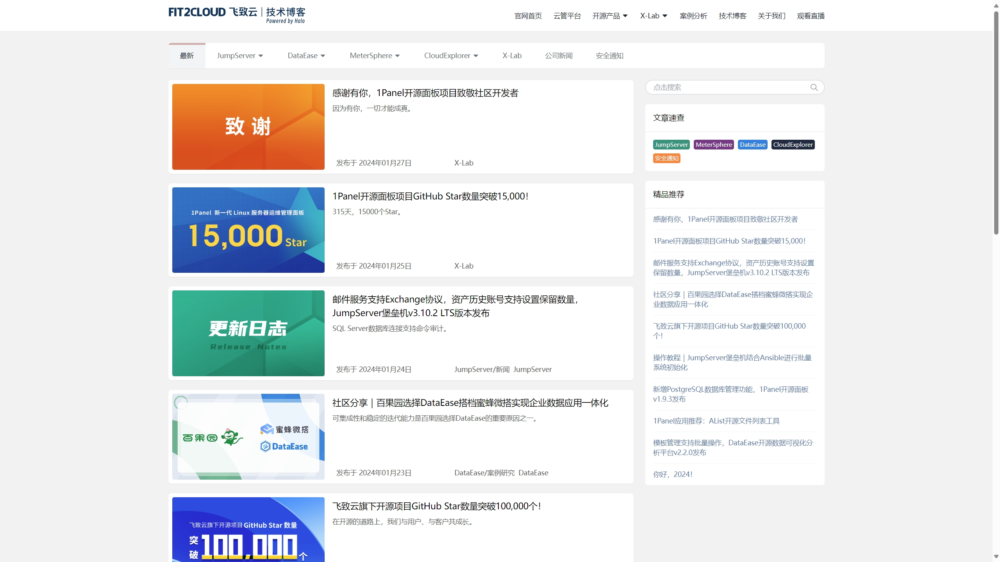 FIT2CLOUD 飞致云 | 技术博客
Powered by Halo
官网首页 云管平台 开源产品 X-Lab 案例分析 技术博客 关于我们 观看直播
最新 JumpServer DataEase MeterSphere CloudExplorer X-Lab 公司新闻 安全通知
致 谢
感谢有你，1Panel开源面板项目致敬社区开发者
因为有你，一切才能成真。
发布于 2024年01月27日 X-Lab
1Panel 新一代 Linux 服务器运维管理面板
15,000 Star
1Panel开源面板项目GitHub Star数量突破15,000！
315天，15000个Star。
发布于 2024年01月25日 X-Lab
更新日志
Release Notes
邮件服务支持Exchange协议，资产历史账号支持设置保留数量，
JumpServer堡垒机v3.10.2 LTS版本发布
SQL Server数据库连接支持命令审计。
发布于 2024年01月24日 JumpServer/新闻 JumpServer
百果园
蜜蜂微搭
DataEase
社区分享｜百果园选择DataEase搭档蜜蜂微搭实现企业数据应用一体化
可集成性和稳定的迭代能力是百果园选择DataEase的重要原因之一。
发布于 2024年01月23日 DataEase/案例研究 DataEase
飞致云旗下开源项目 GitHub Star 数量
突破 100,000 个
飞致云旗下开源项目GitHub Star数量突破100,000个！
在开源的道路上，我们与用户、与客户共成长。
点击搜索
文章速查
JumpServer MeterSphere DataEase CloudExplorer
安全通知
精品推荐
感谢有你，1Panel开源面板项目致敬社区开发者
1Panel开源面板项目GitHub Star数量突破15,000！
邮件服务支持Exchange协议，资产历史账号支持设置
保留数量，JumpServer堡垒机v3.10.2 LTS版本发布
社区分享｜百果园选择DataEase搭档蜜蜂微搭实现企
业数据应用一体化
飞致云旗下开源项目GitHub Star数量突破100,000
个！
操作教程｜JumpServer堡垒机结合Ansible进行批量
系统初始化
新增PostgreSQL数据库管理功能，1Panel开源面板
v1.9.3发布
1Panel应用推荐：AList开源文件列表工具
模板管理支持批量操作，DataEase开源数据可视化分
析平台v2.2.0发布
你好，2024！